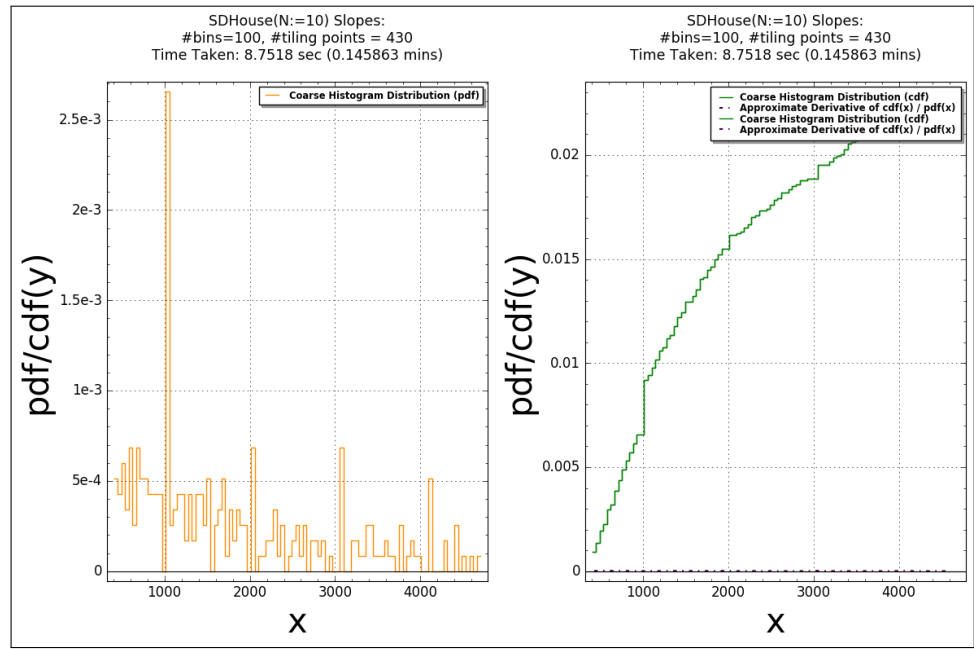 SDHouse(N:=10) Slopes:
#bins=100, #tiling points = 430
Time Taken: 8.7518 sec (0.145863 mins)
Coarse Histogram Distribution (pdf)
2.5e-3
2e-3
1.5e-3
1e-3
5e-4
0
pdf/cdf(y)
1000 2000 3000 4000
x
SDHouse(N:=10) Slopes:
#bins=100, #tiling points = 430
Time Taken: 8.7518 sec (0.145863 mins)
Coarse Histogram Distribution (cdf)
Approximate Derivative of cdf(x) / pdf(x)
Coarse Histogram Distribution (cdf)
Approximate Derivative of cdf(x) / pdf(x)
0.02
0.015
0.01
0.005
0
pdf/cdf(y)
1000 2000 3000 4000
x